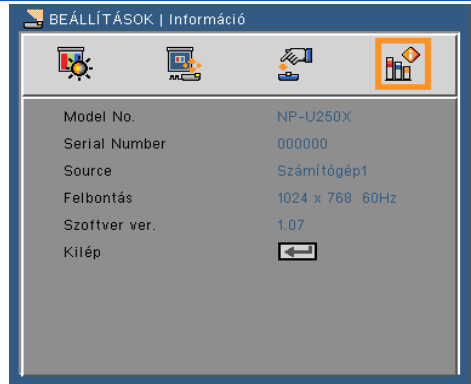 BEÁLLÍTÁSOK | Információ
Model No. NP-U250X
Serial Number 000000
Source Számítógép1
Felbontás 1024 x 768 60Hz
Szoftver ver. 1.07
Kilép